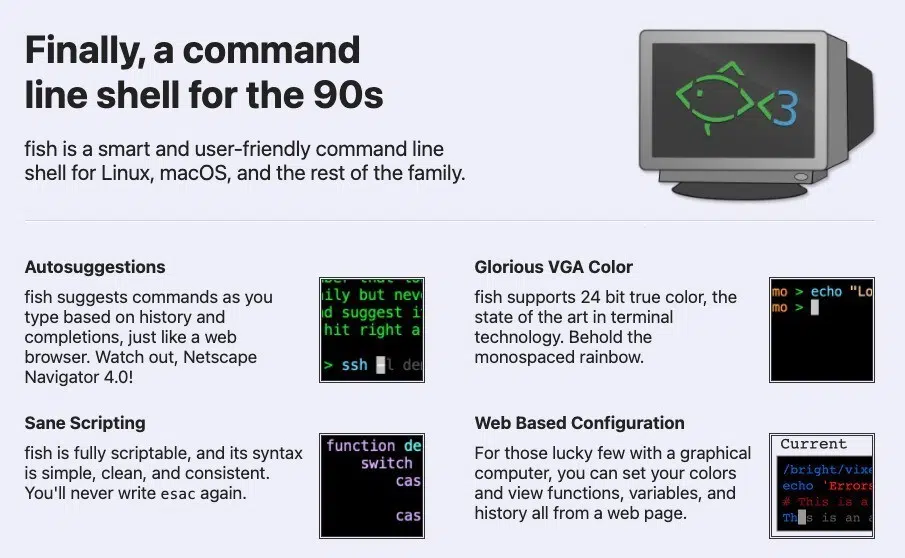 Finally, a command
line shell for the 90s
fish is a smart and user-friendly command line
shell for Linux, macOS, and the rest of the family.
3
Autosuggestions
fish suggests commands as you
type based on history and
completions, just like a web
browser. Watch out, Netscape
Navigator 4.0!
and suggest i
hit right a
> ssh -l de
Glorious VGA Color
fish supports 24 bit true color, the
state of the art in terminal
technology. Behold the
monospaced rainbow.
mo > echo "Lo
mo >
Sane Scripting
fish is fully scriptable, and its syntax
is simple, clean, and consistent.
You'll never write esac again.
function de
switch
cas
cas
Web Based Configuration
For those lucky few with a graphical
computer, you can set your colors
and view functions, variables, and
history all from a web page.
Current
/bright/vixe
echo 'Errors
# This is a
This is an a